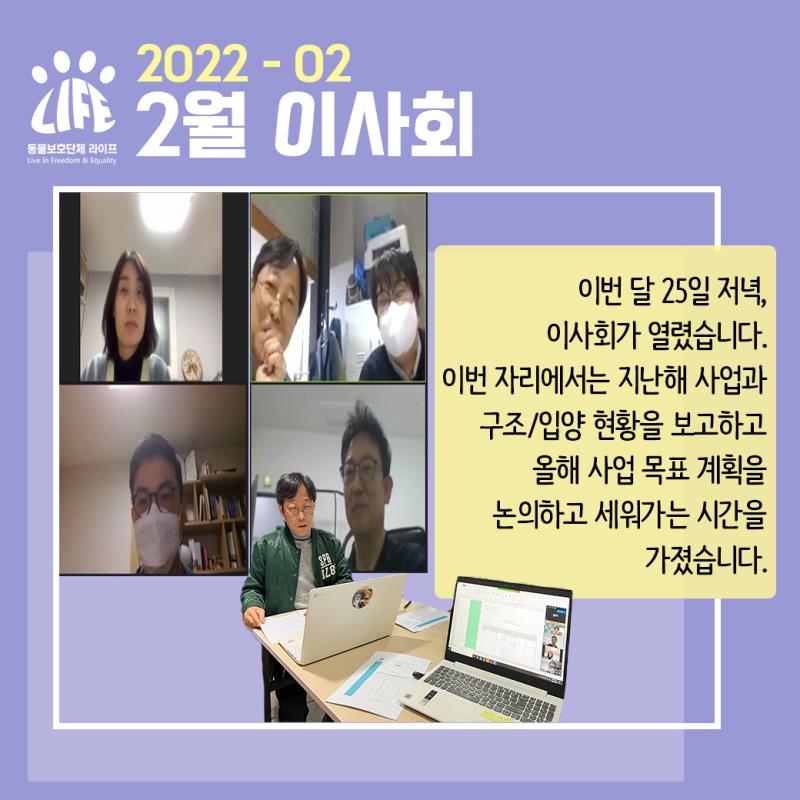 2022 - 02
LIFE
2월 이사회
동물보호단체 라이프
Live In Freedom & Equality
이번 달 25일 저녁,
이사회가 열렸습니다.
이번 자리에서는 지난해 사업과
구조/입양 현황을 보고하고
올해 사업 목표 계획을
논의하고 세워가는 시간을
가졌습니다.
SPB
1L8